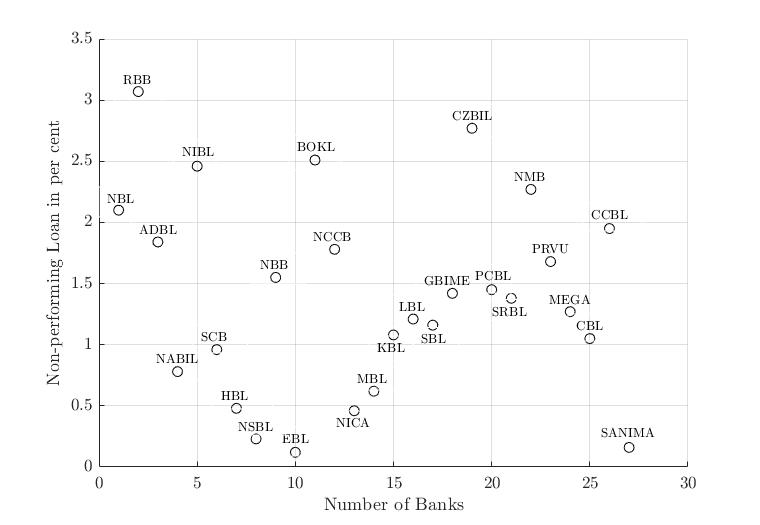 3.5
RBB
3
CZBIL
NIBL
BOKL
2.5
NMB
NBL
2
ADBL
CCBL
NCCB
PRVU
NBB
1.5
GBIME
PCBL
SRBL
MEGA
LBL
SBL
CBL
KBL
SCB
1
NABIL
MBL
HBL
0.5
NICA
NSBL
EBL
SANIMA
0
0 5 10 15 20 25 30
Number of Banks
Non-performing Loan in per cent